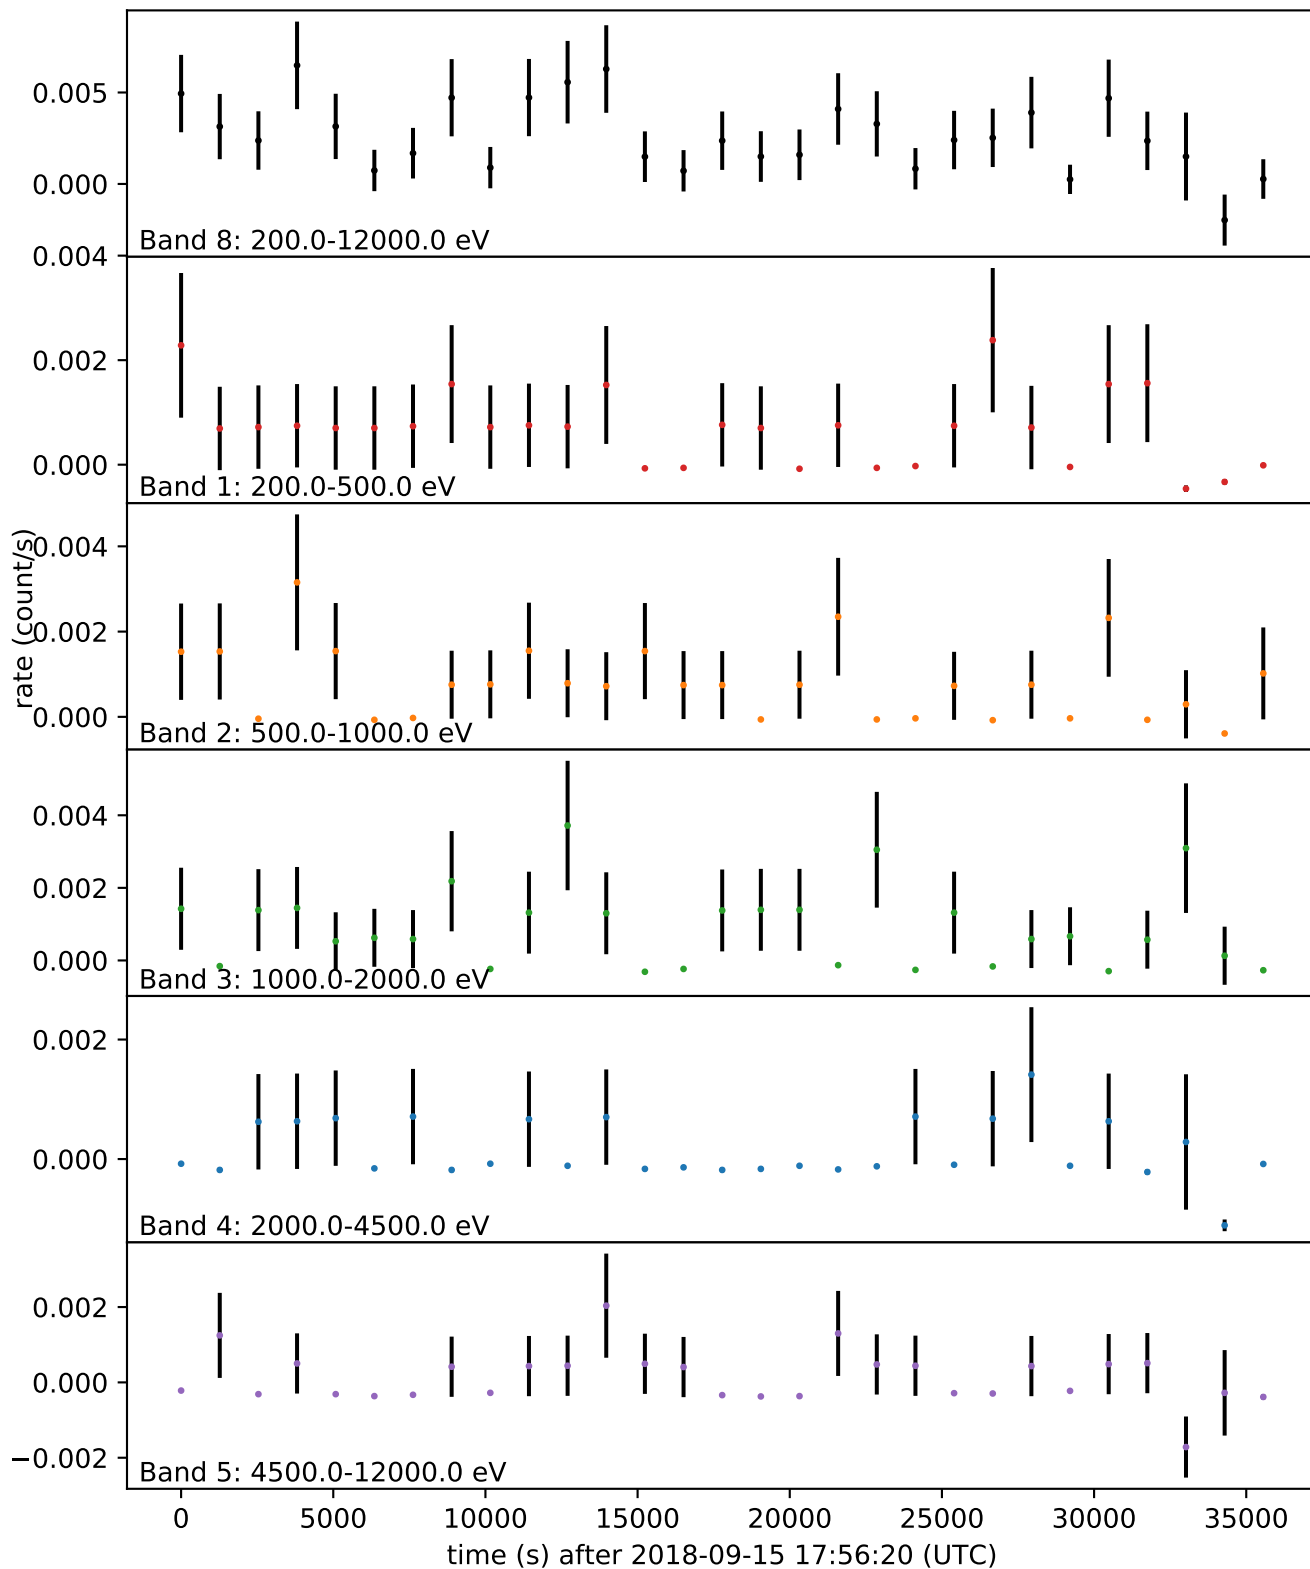 0.005
0.000
Band 8: 200.0-12000.0 eV
0.004
0.002
0.000
Band 1: 200.0-500.0 eV
rate (count/s)
0.004
0.002
0.000
Band 2: 500.0-1000.0 eV
0.004
0.002
0.000
Band 3: 1000.0-2000.0 eV
0.002
0.000
Band 4: 2000.0-4500.0 eV
0.002
0.000
−0.002
Band 5: 4500.0-12000.0 eV
0 5000 10000 15000 20000 25000 30000 35000
time (s) after 2018-09-15 17:56:20 (UTC)